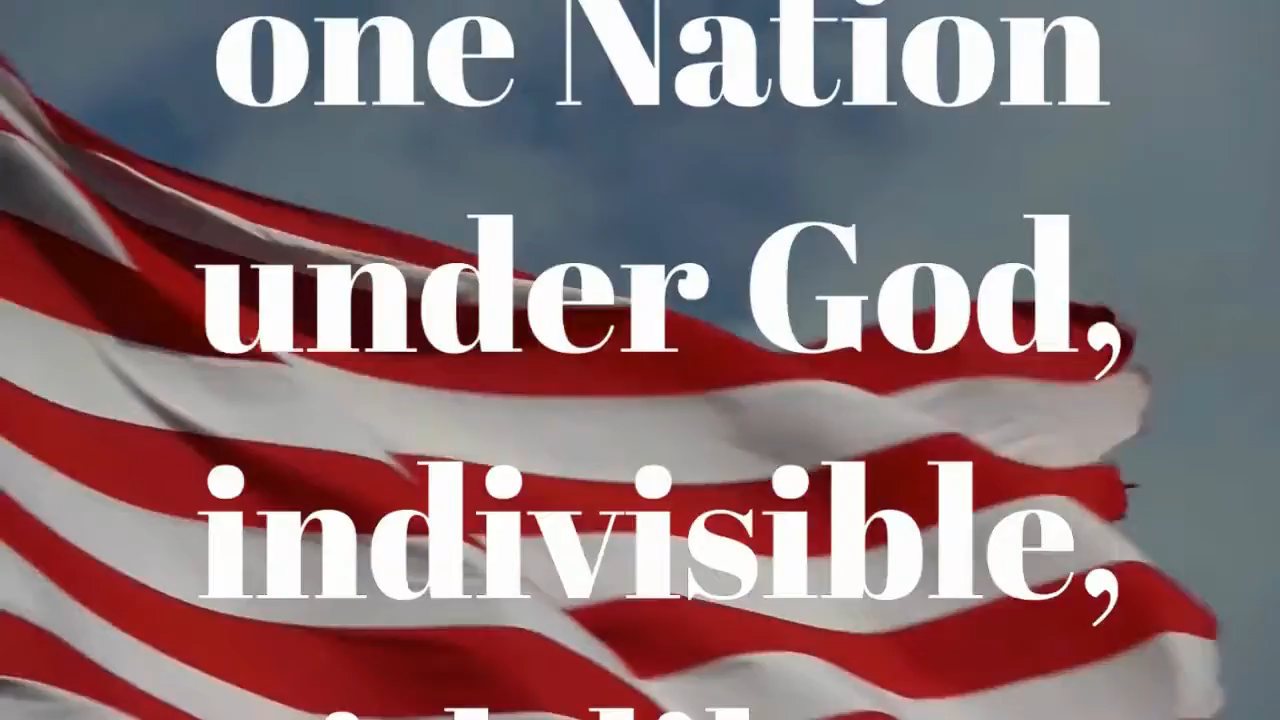 one Nation
under God,
indivisible,